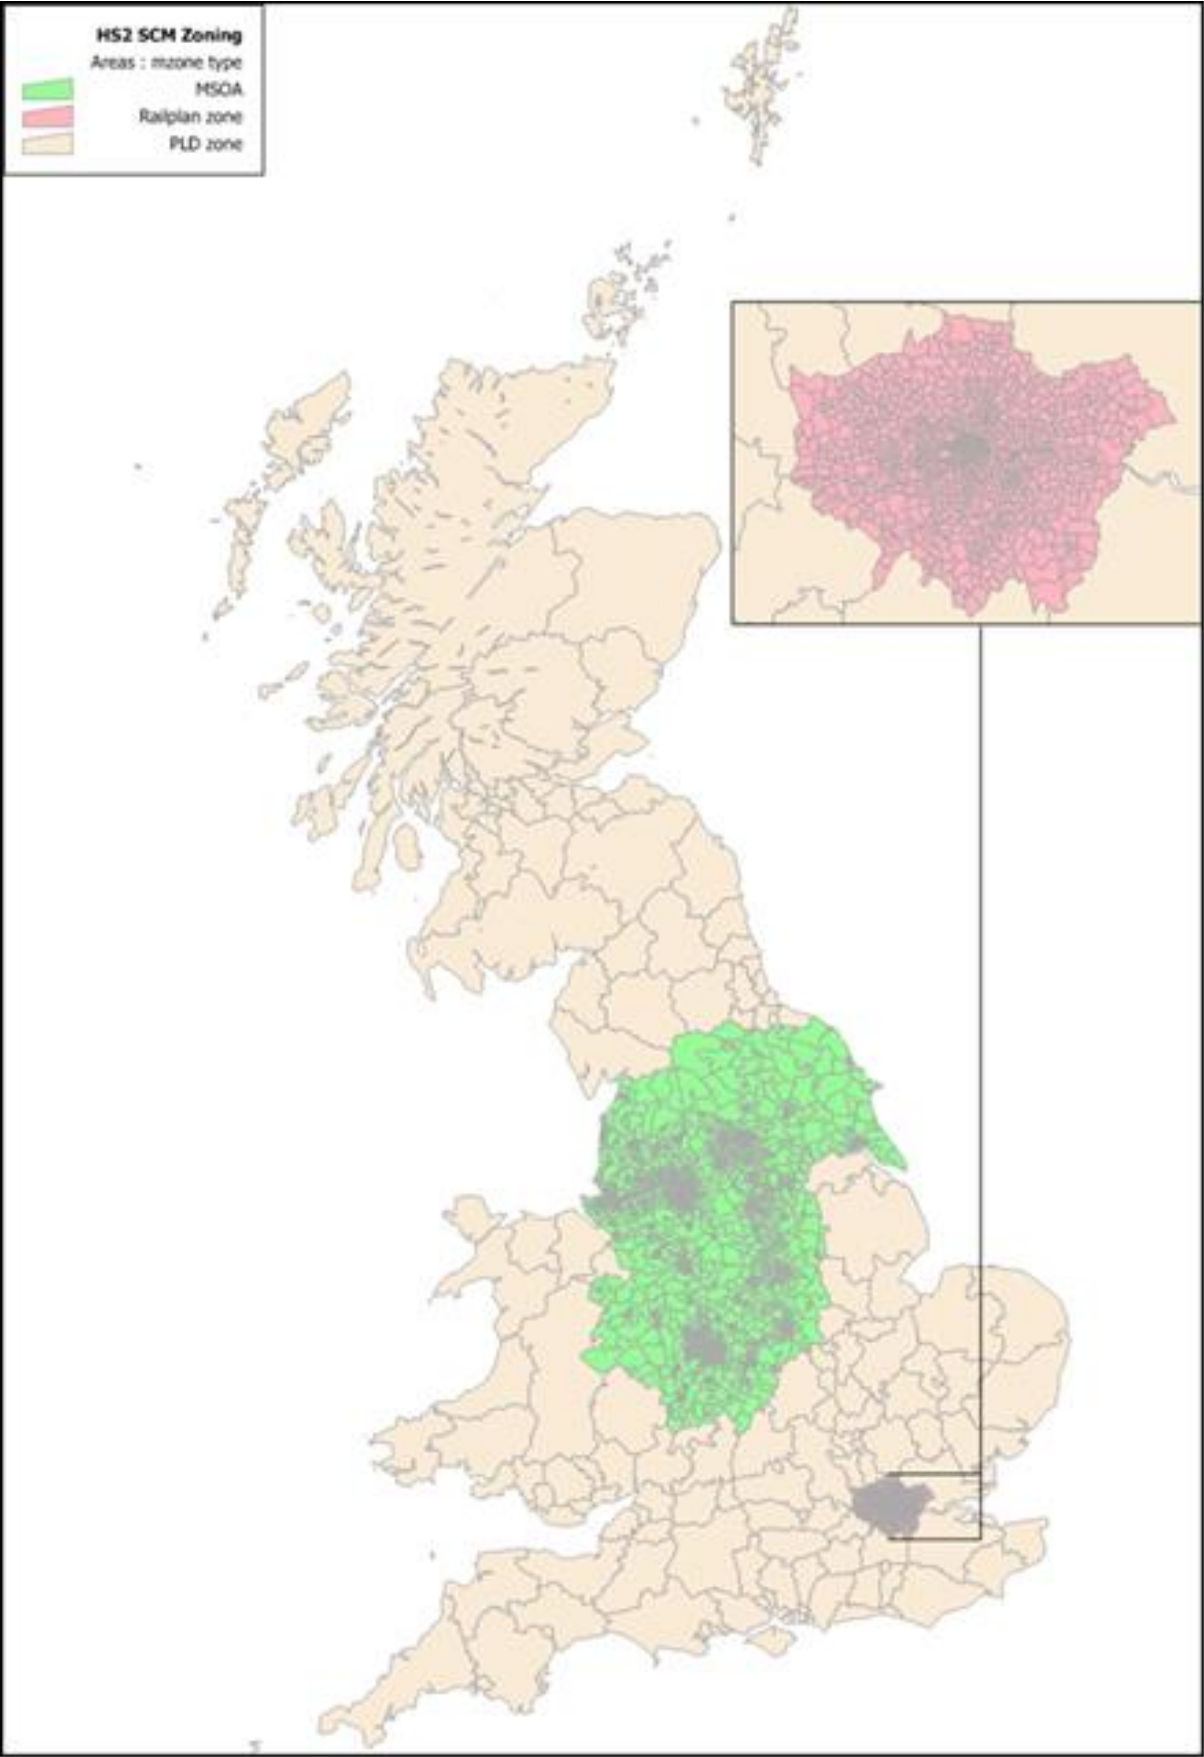 HS2 SCM Zoning
Areas : mzone type
MSOA
Railplan zone
PLD zone